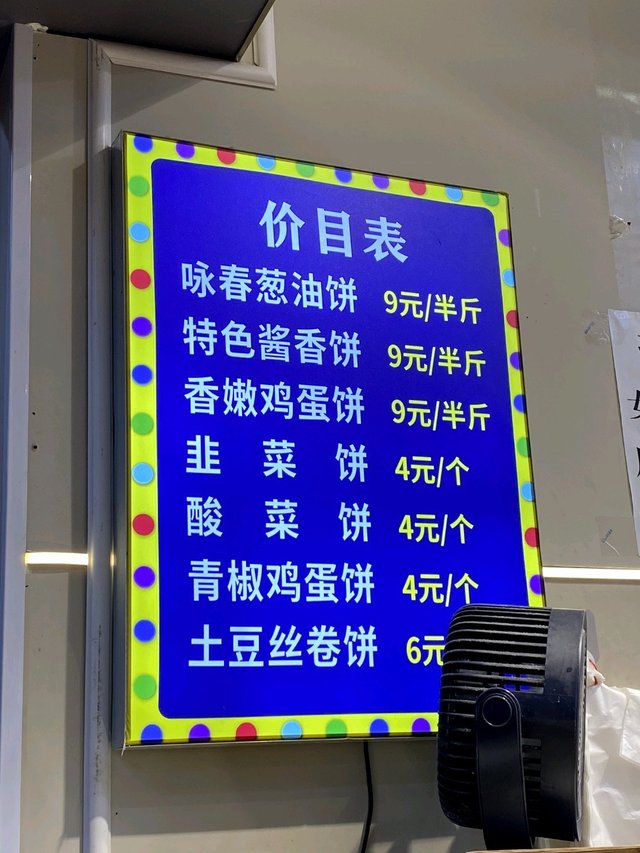 价目表
咏春葱油饼 9元/半斤
特色酱香饼 9元/半斤
香嫩鸡蛋饼 9元/半斤
韭菜饼 4元/个
酸菜饼 4元/个
青椒鸡蛋饼 4元/个
土豆丝卷饼 6元